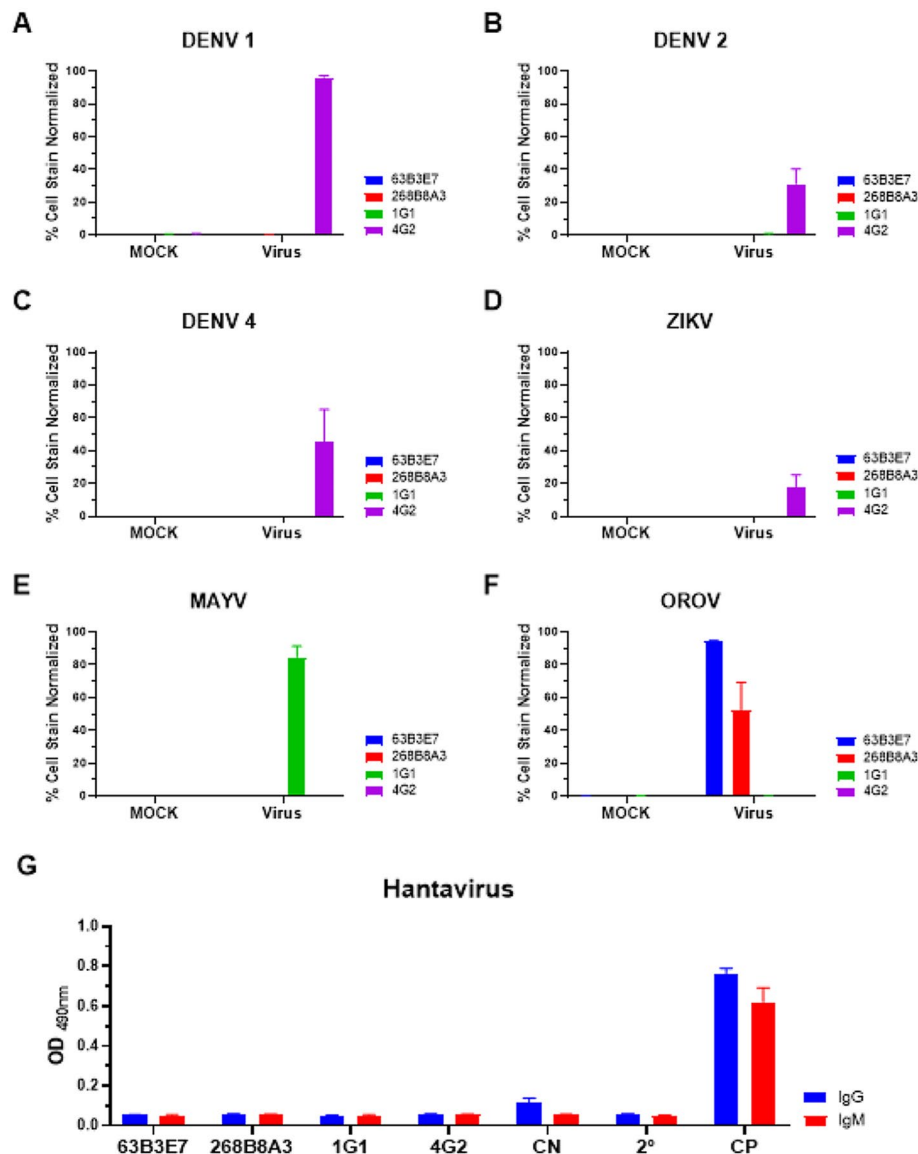 A
DENV 1
% Cell Stain Normalized
100
80
60
40
20
0
MOCK
Virus
63B3E7
268B8A3
1G1
4G2
B
DENV 2
% Cell Stain Normalized
100
80
60
40
20
0
MOCK
Virus
63B3E7
268B8A3
1G1
4G2
C
DENV 4
% Cell Stain Normalized
100
80
60
40
20
0
MOCK
Virus
63B3E7
268B8A3
1G1
4G2
D
ZIKV
% Cell Stain Normalized
100
80
60
40
20
0
MOCK
Virus
63B3E7
268B8A3
1G1
4G2
E
MAYV
% Cell Stain Normalized
100
80
60
40
20
0
MOCK
Virus
63B3E7
268B8A3
1G1
4G2
F
OROV
% Cell Stain Normalized
100
80
60
40
20
0
MOCK
Virus
63B3E7
268B8A3
1G1
4G2
G
Hantavirus
OD 490nm
1.0
0.8
0.6
0.4
0.2
0.0
63B3E7
268B8A3
1G1
4G2
CN
2º
CP
IgG
IgM